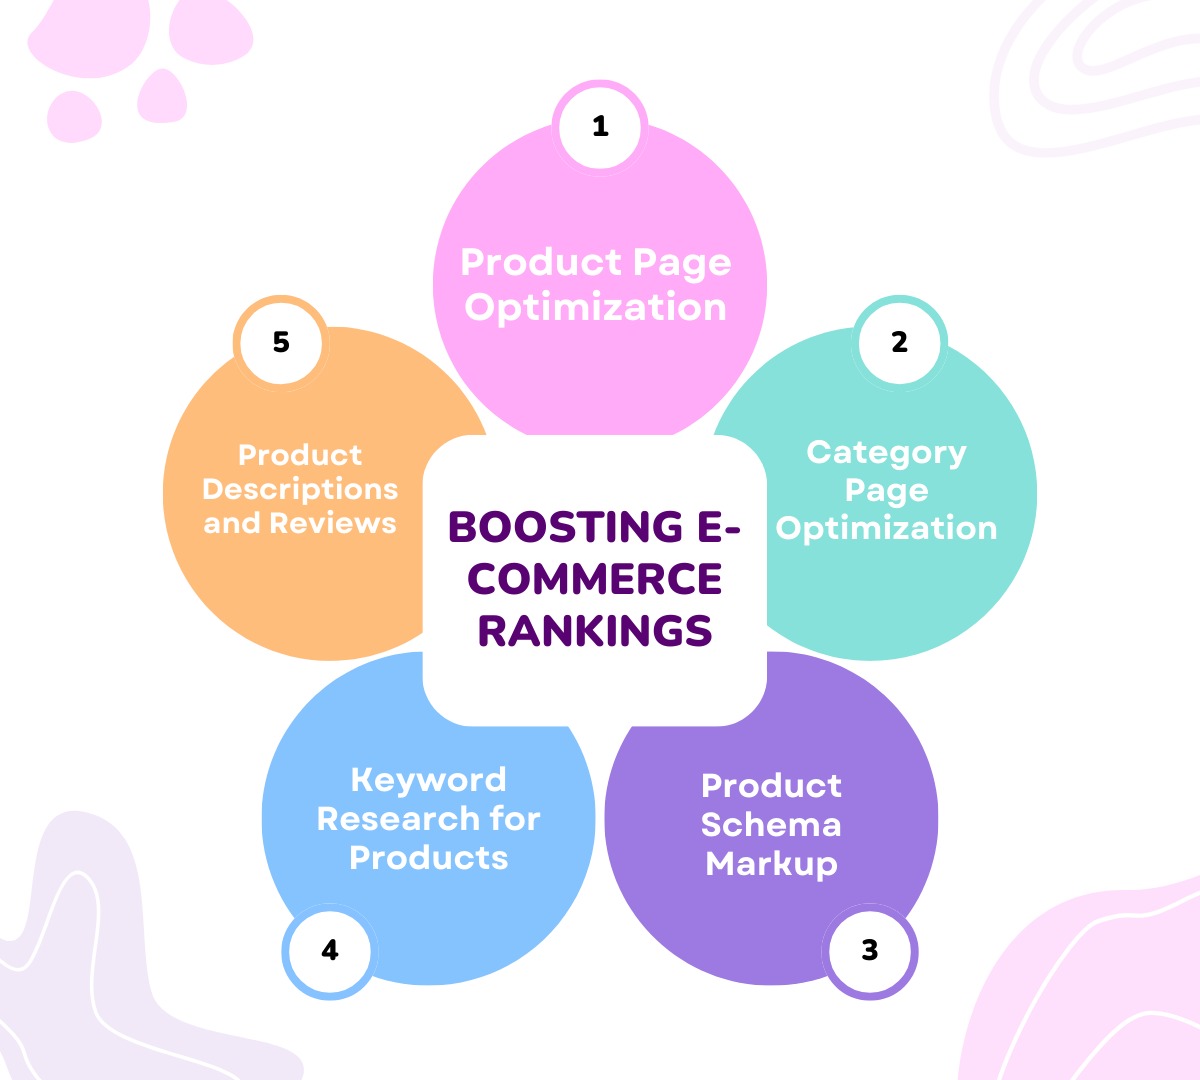 1
Product Page
Optimization
2
Category
Page
Optimization
3
Product
Schema
Markup
4
Keyword
Research for
Products
5
Product
Descriptions
and Reviews
BOOSTING E-
COMMERCE
RANKINGS